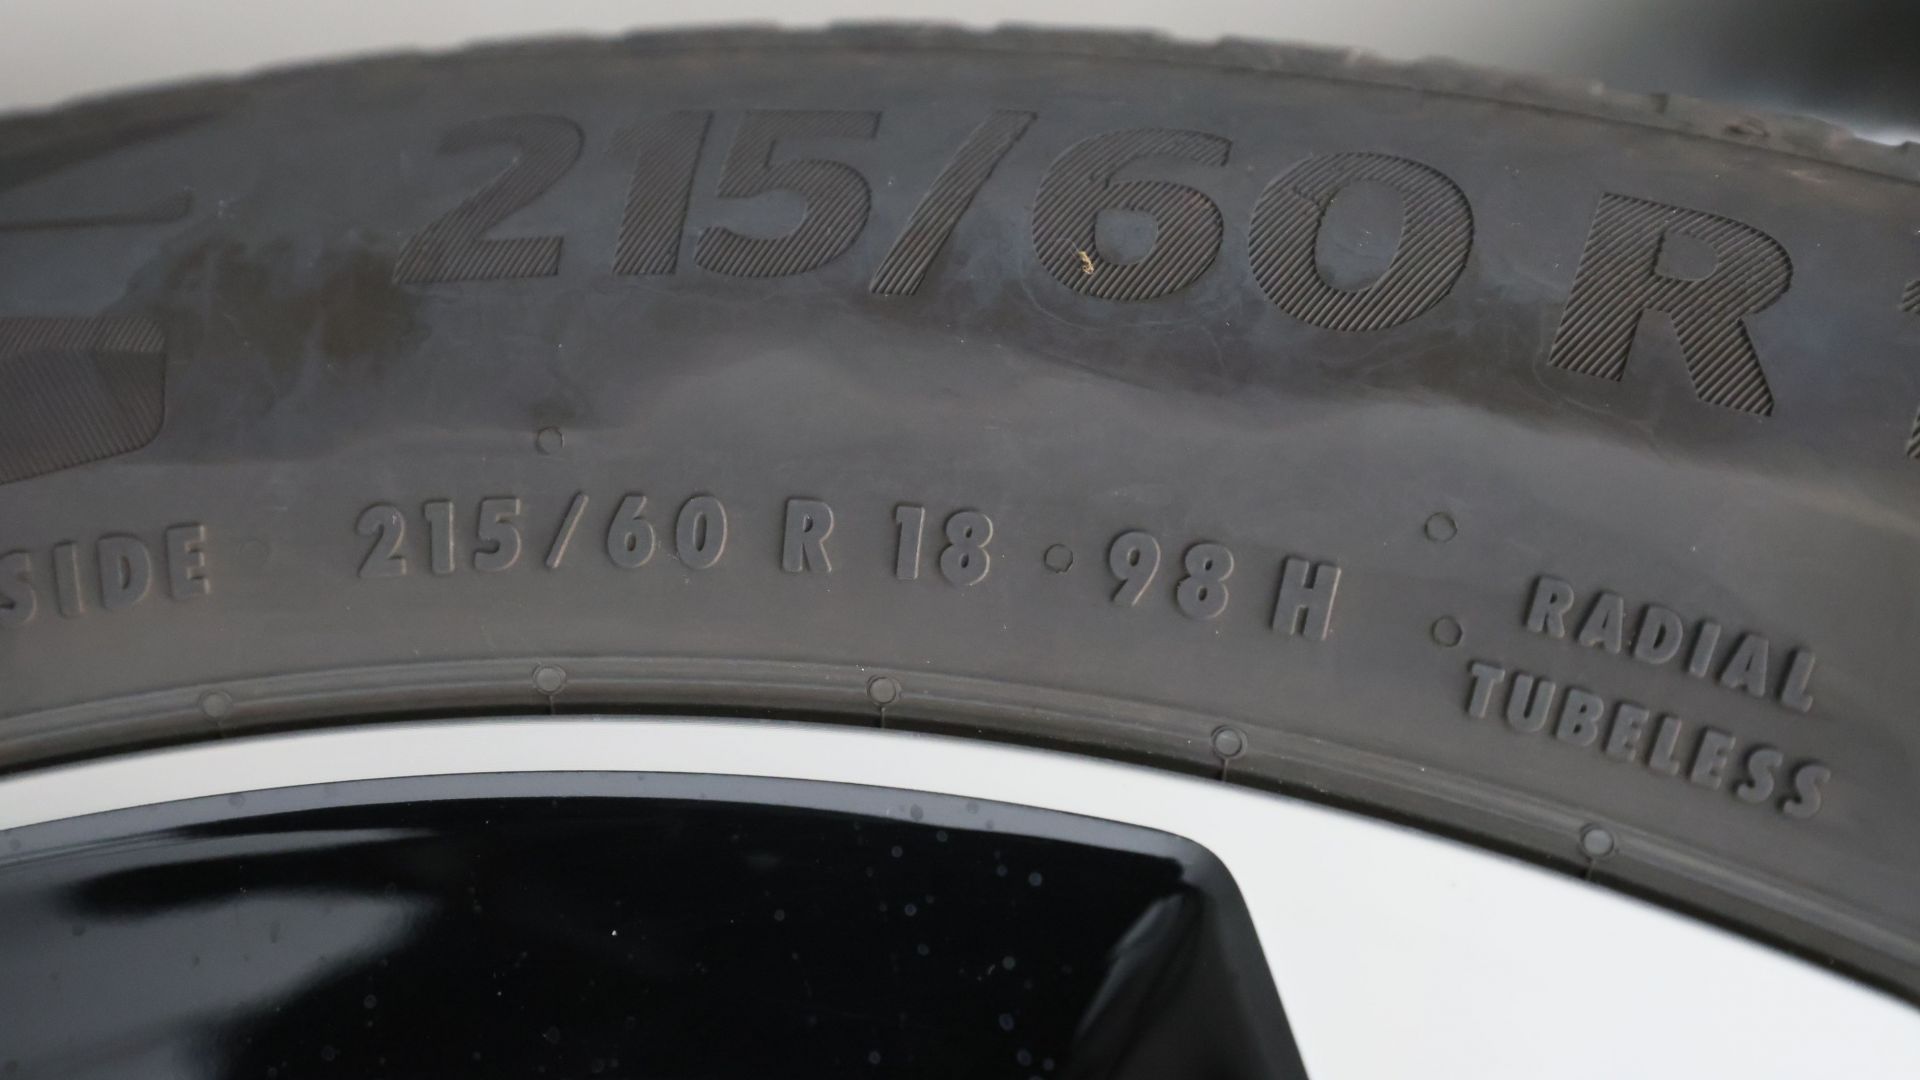 215/60 R
SIDE 215/60 R 18 · 98 H
RADIAL
TUBELESS